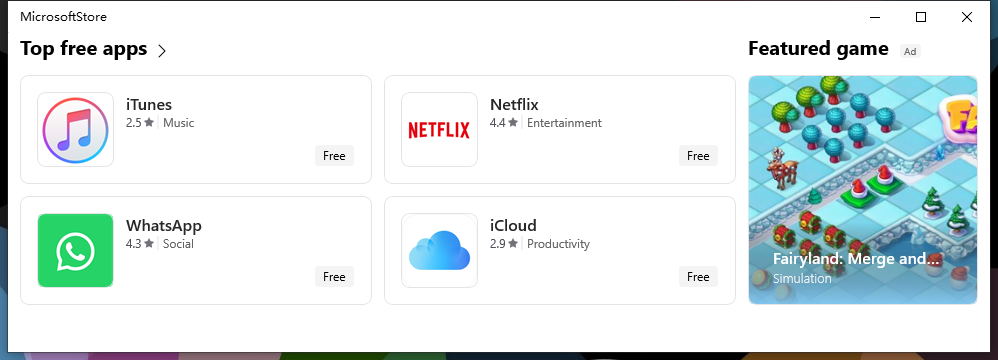 MicrosoftStore
Top free apps
iTunes
2.5 ★ Music
Free
NETFLIX
Netflix
4.4 ★ Entertainment
Free
WhatsApp
4.3 ★ Social
Free
iCloud
2.9 ★ Productivity
Free
Featured game Ad
FA
Fairyland: Merge and...
Simulation